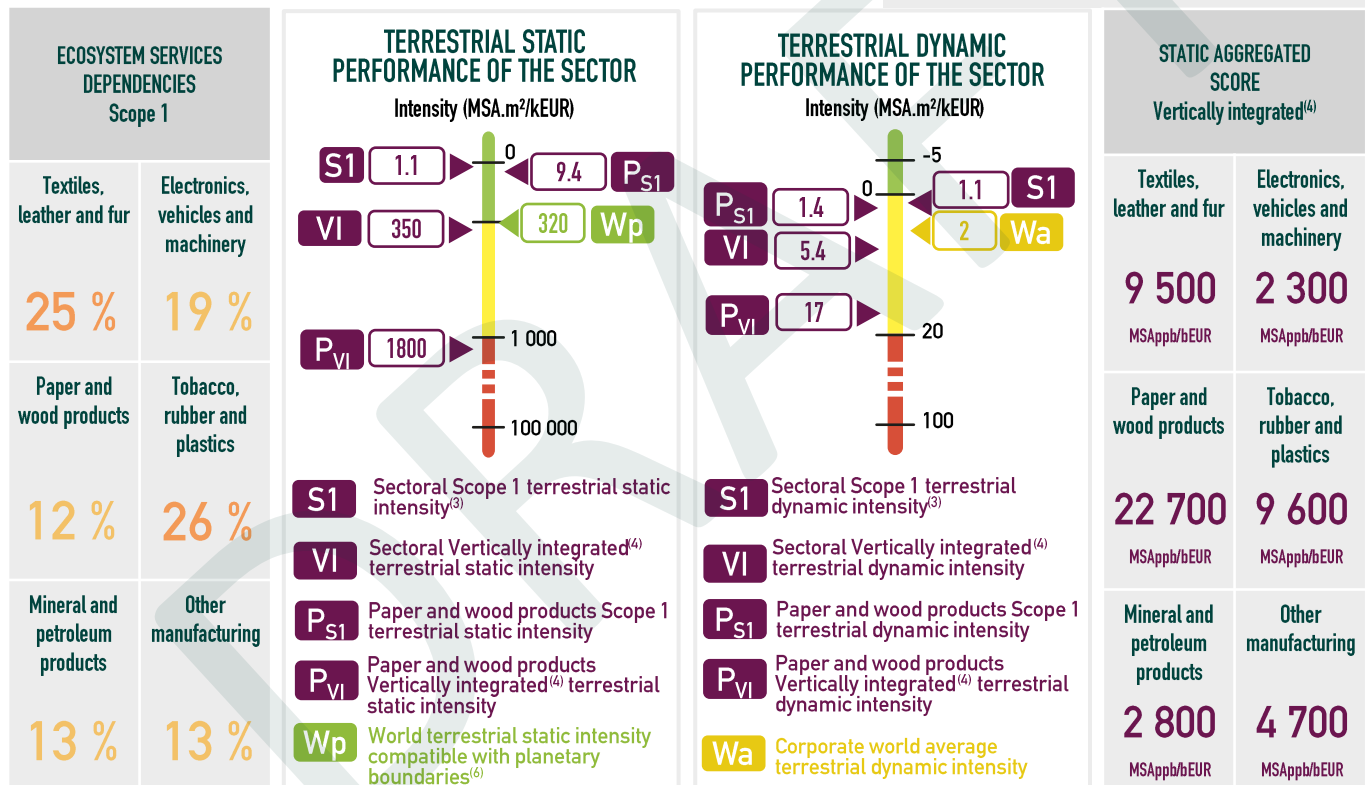 ECOSYSTEM SERVICES
DEPENDENCIES
Scope 1
Textiles,
leather and fur
25 %
Electronics,
vehicles and
machinery
19 %
Paper and
wood products
12 %
Tobacco,
rubber and
plastics
26 %
Mineral and
petroleum
products
13 %
Other
manufacturing
13 %
TERRESTRIAL STATIC
PERFORMANCE OF THE SECTOR
Intensity (MSA.m²/kEUR)
0
S1 1.1
9.4 PS1
VI 350
320 Wp
1 000
PVI 1800
100 000
S1 Sectoral Scope 1 terrestrial static
intensity(3)
VI Sectoral Vertically integrated(4)
terrestrial static intensity
PS1 Paper and wood products Scope 1
terrestrial static intensity
PVI Paper and wood products
Vertically integrated(4) terrestrial
static intensity
Wp World terrestrial static intensity
compatible with planetary
boundaries(6)
TERRESTRIAL DYNAMIC
PERFORMANCE OF THE SECTOR
Intensity (MSA.m²/kEUR)
-5
0
1.1 S1
PS1 1.4
2 Wa
VI 5.4
PVI 17
20
100
S1 Sectoral Scope 1 terrestrial
dynamic intensity(3)
VI Sectoral Vertically integrated(4)
terrestrial dynamic intensity
PS1 Paper and wood products Scope 1
terrestrial dynamic intensity
PVI Paper and wood products
Vertically integrated(4) terrestrial
dynamic intensity
Wa Corporate world average
terrestrial dynamic intensity
STATIC AGGREGATED
SCORE
Vertically integrated(4)
Textiles,
leather and fur
9 500
MSAppb/bEUR
Electronics,
vehicles and
machinery
2 300
MSAppb/bEUR
Paper and
wood products
22 700
MSAppb/bEUR
Tobacco,
rubber and
plastics
9 600
MSAppb/bEUR
Mineral and
petroleum
products
2 800
MSAppb/bEUR
Other
manufacturing
4 700
MSAppb/bEUR
DRAFT